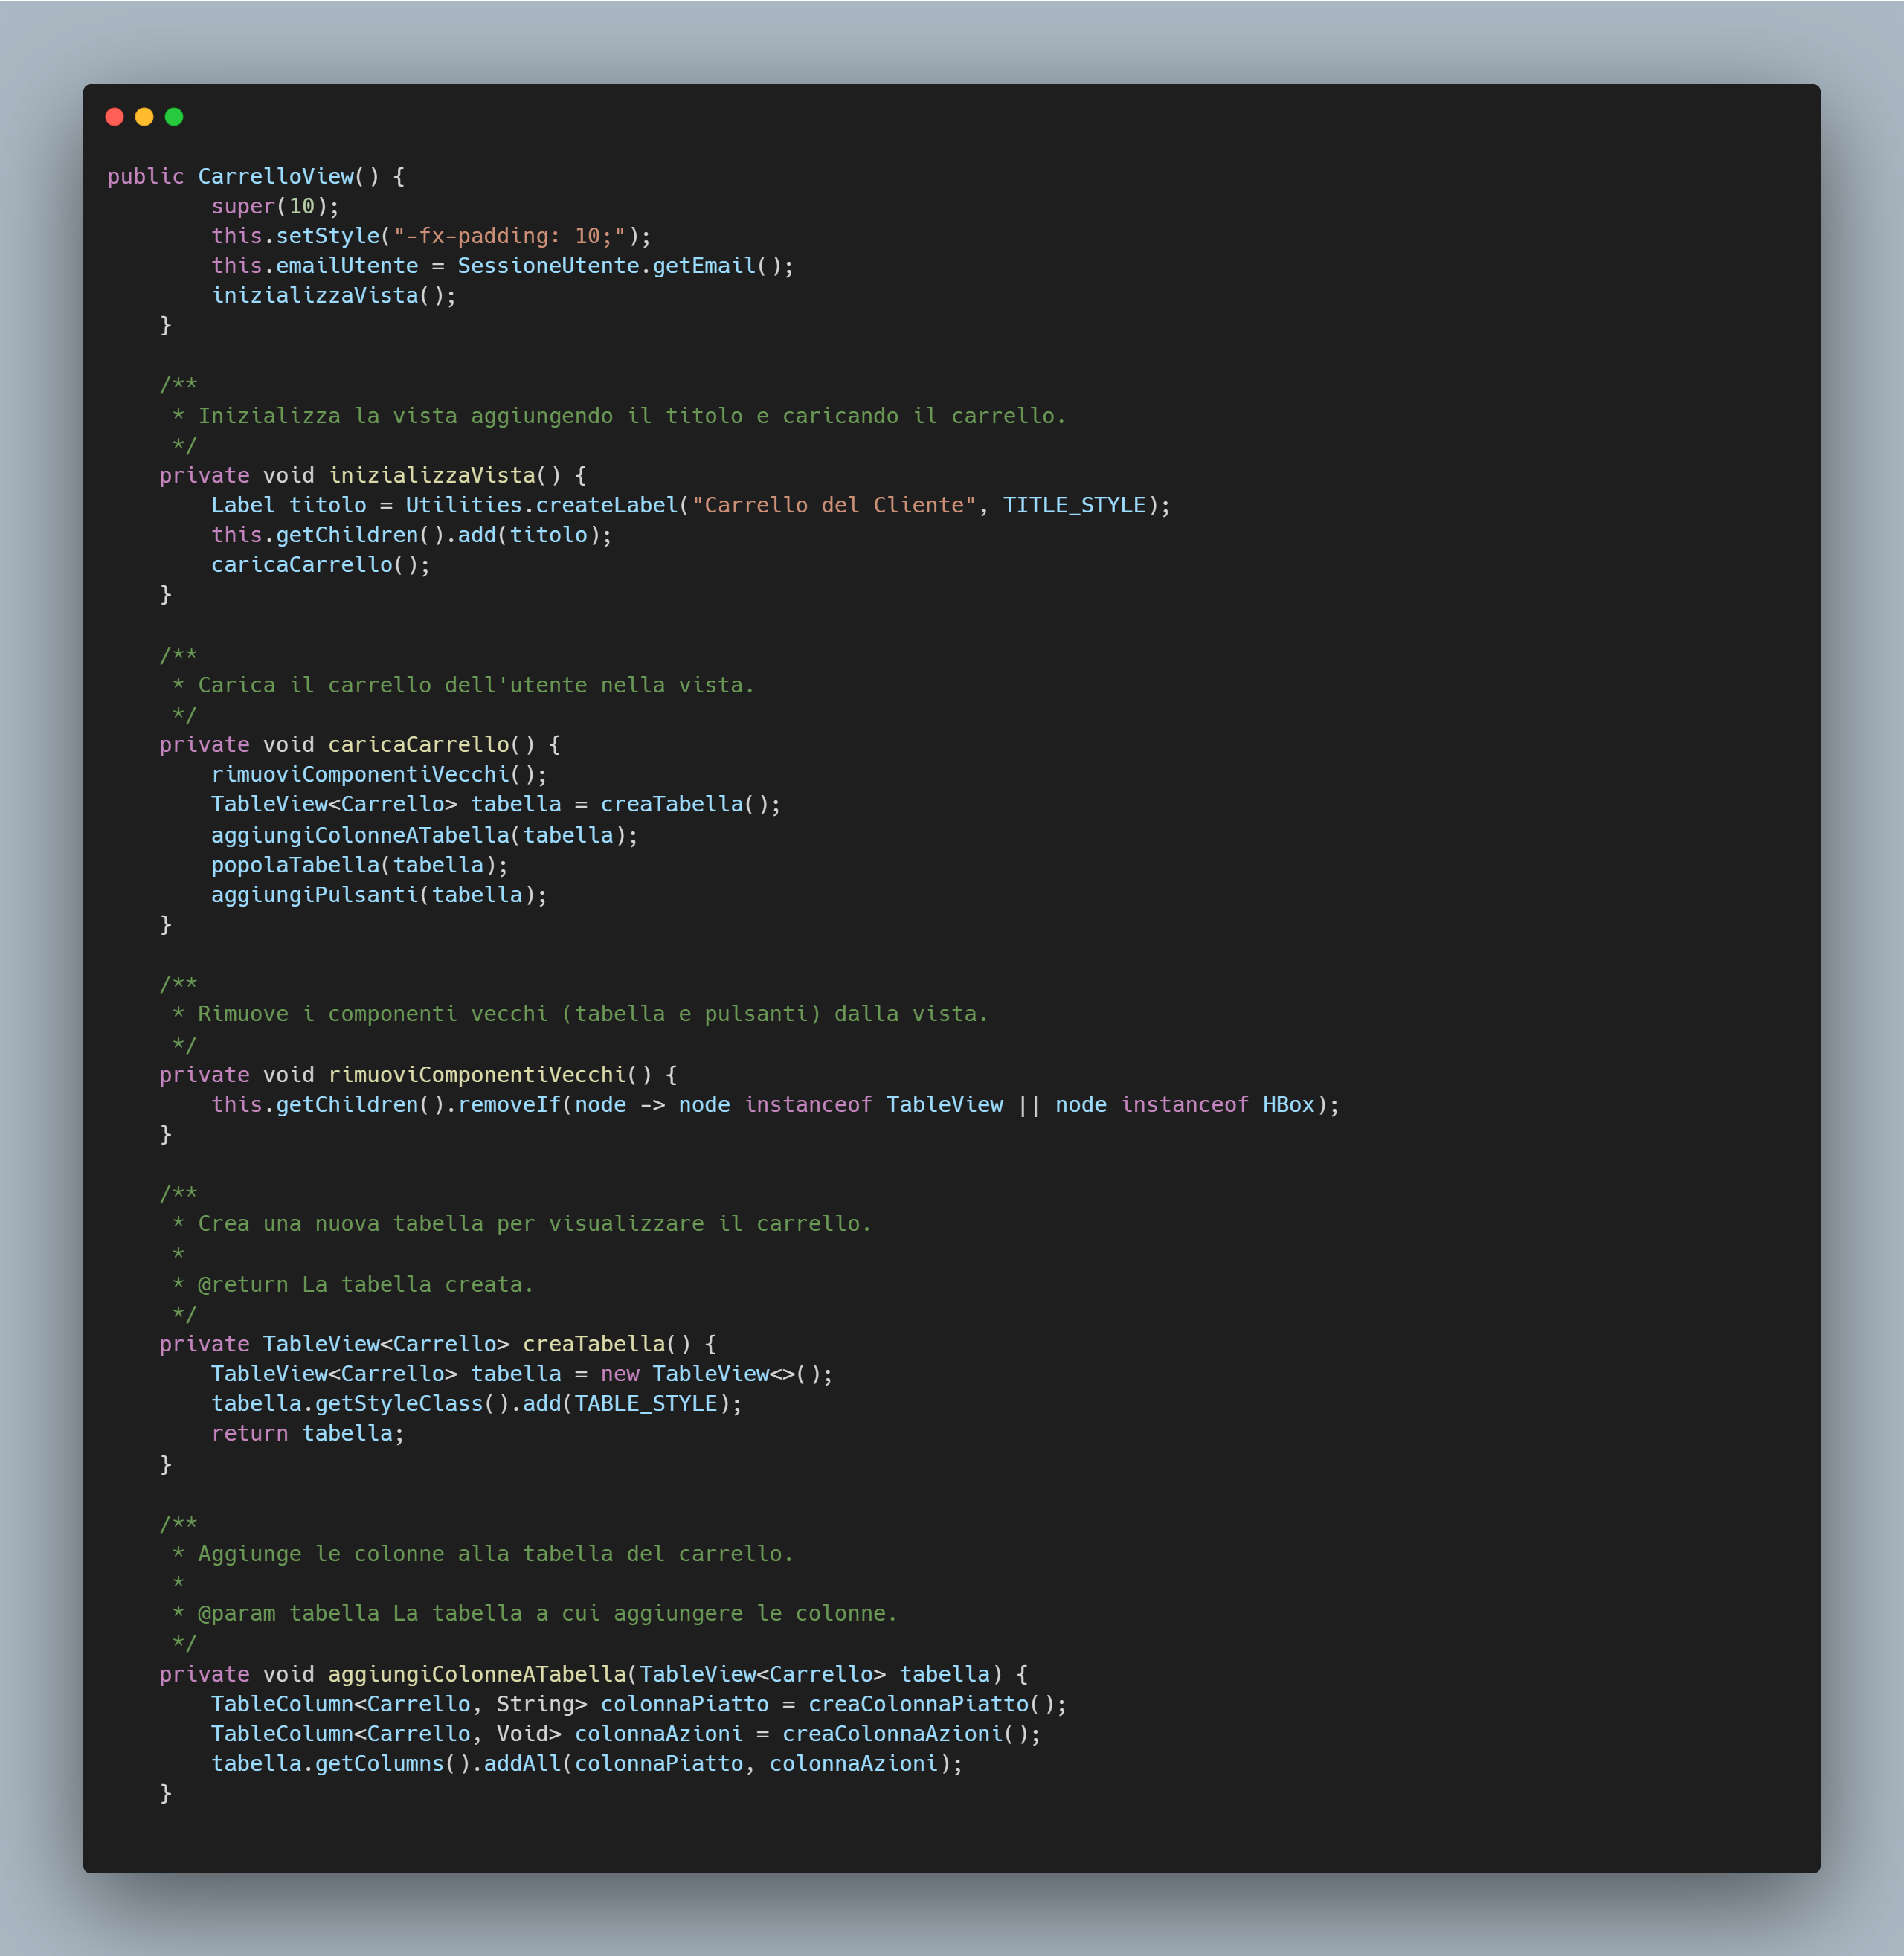 public CarrelloView() {
        super(10);
        this.setStyle("-fx-padding: 10;");
        this.emailUtente = SessioneUtente.getEmail();
        inizializzaVista();
    }

    /**
     * Inizializza la vista aggiungendo il titolo e caricando il carrello.
     */
    private void inizializzaVista() {
        Label titolo = Utilities.createLabel("Carrello del Cliente", TITLE_STYLE);
        this.getChildren().add(titolo);
        caricaCarrello();
    }

    /**
     * Carica il carrello dell'utente nella vista.
     */
    private void caricaCarrello() {
        rimuoviComponentiVecchi();
        TableView<Carrello> tabella = creaTabella();
        aggiungiColonneATabella(tabella);
        popolaTabella(tabella);
        aggiungiPulsanti(tabella);
    }

    /**
     * Rimuove i componenti vecchi (tabella e pulsanti) dalla vista.
     */
    private void rimuoviComponentiVecchi() {
        this.getChildren().removeIf(node -> node instanceof TableView || node instanceof HBox);
    }

    /**
     * Crea una nuova tabella per visualizzare il carrello.
     *
     * @return La tabella creata.
     */
    private TableView<Carrello> creaTabella() {
        TableView<Carrello> tabella = new TableView<>();
        tabella.getStyleClass().add(TABLE_STYLE);
        return tabella;
    }

    /**
     * Aggiunge le colonne alla tabella del carrello.
     *
     * @param tabella La tabella a cui aggiungere le colonne.
     */
    private void aggiungiColonneATabella(TableView<Carrello> tabella) {
        TableColumn<Carrello, String> colonnaPiatto = creaColonnaPiatto();
        TableColumn<Carrello, Void> colonnaAzioni = creaColonnaAzioni();
        tabella.getColumns().addAll(colonnaPiatto, colonnaAzioni);
    }